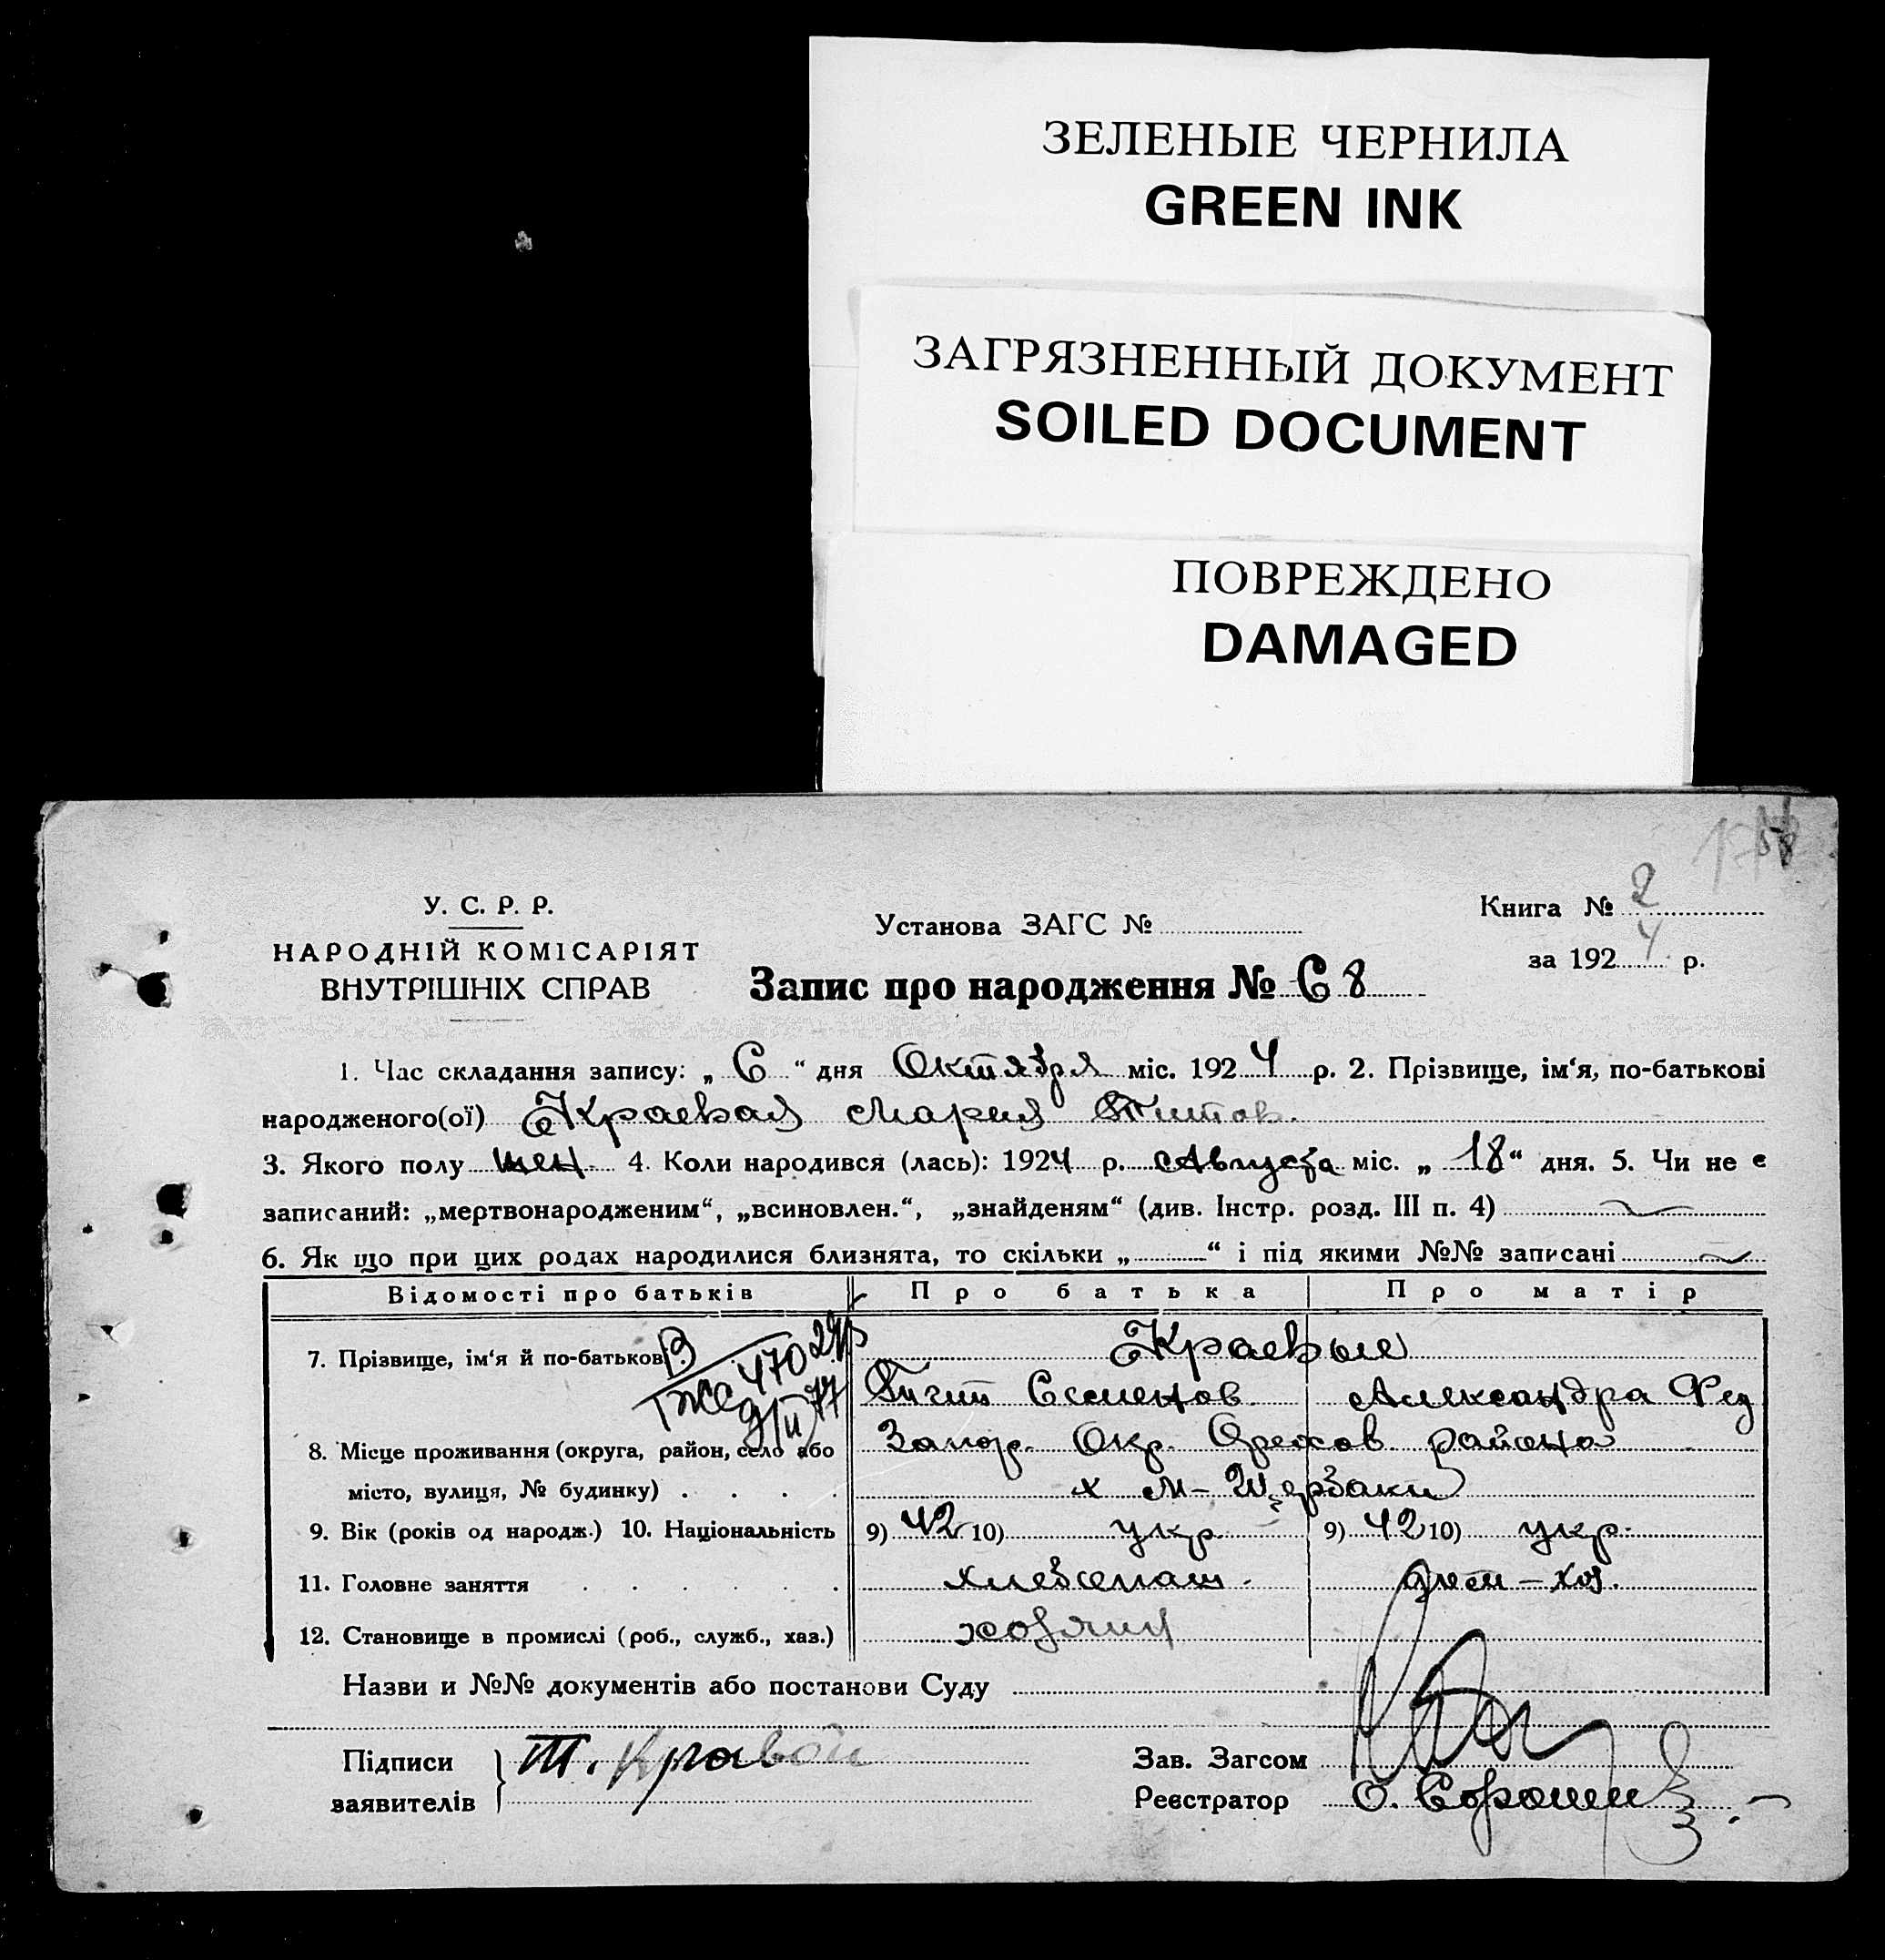 ЗЕЛЕНЫЕ ЧЕРНИЛА
GREEN INK
ЗАГРЯЗНЕННЫЙ ДОКУМЕНТ
SOILED DOCUMENT
ПОВРЕЖДЕНО
DAMAGED
У. С. Р. Р.
НАРОДНІЙ КОМІСАРІЯТ
ВНУТРІШНІХ СПРАВ
Установа ЗАГС №
Книга № 2
за 1924 р.
Запис про народження № 68
1. Час складання запису: „ 6 “ дня Октября міс. 1924 р. 2. Прізвище, ім‘я, по-батькові
народженого(ої) Краевая Мария Титов.
3. Якого полу жен. 4. Коли народився (лась): 1924 р. Августа міс. „ 18 “ дня. 5. Чи не є
записаний: „мертвонародженим“, „всиновлен.“, „знайденям“ (див. Інстр. розд. III п. 4)
6. Як що при цих родах народилися близнята, то скільки „ “ і під якими №№ записані
Відомості про батьків Про батька Про матір
7. Прізвище, ім‘я й по-батькові Краевые
Тит Семенов. Александра Фед
8. Місце проживання (округа, район, село або Запор. Окр. Орехов района
місто, вулиця, № будинку) х М-Щербаки
9. Вік (років од народж.) 10. Національність 9) 42 10) укр 9) 42 10) укр.
11. Головне заняття хлебопаш. дом-хоз.
12. Становище в промислі (роб., служб., хаз.) хозяин
Назви и №№ документів або постанови Суду
Підписи Т. Кравой
заявителів
Зав. Загсом
Реєстратор О.